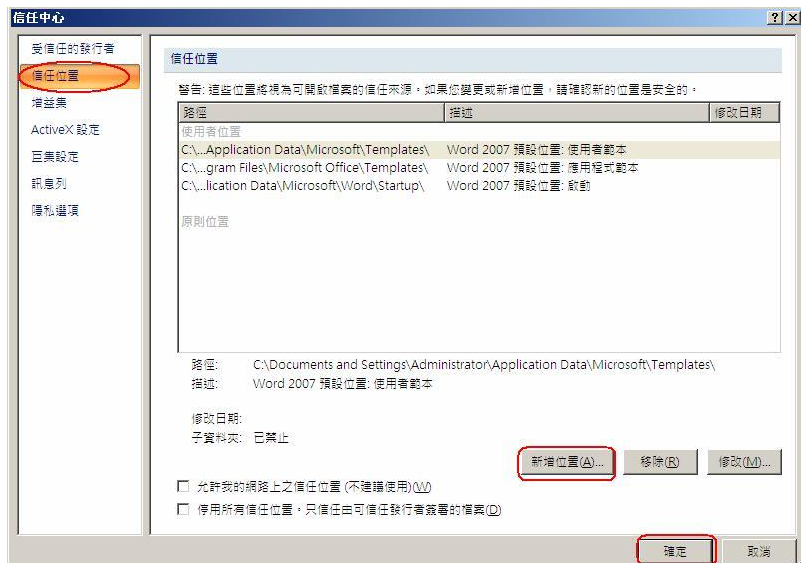 信任中心
受信任的發行者
信任位置
增益集
ActiveX 設定
巨集設定
訊息列
隱私選項
信任位置
警告: 這些位置將視為可開啟檔案的信任來源。如果您變更或新增位置，請確認新的位置是安全的。
路徑 描述 修改日期
使用者位置
C:\...Application Data\Microsoft\Templates\ Word 2007 預設位置: 使用者範本
C:\...gram Files\Microsoft Office\Templates\ Word 2007 預設位置: 應用程式範本
C:\...lication Data\Microsoft\Word\Startup\ Word 2007 預設位置: 啟動
原則位置
路徑: C:\Documents and Settings\Administrator\Application Data\Microsoft\Templates\
描述: Word 2007 預設位置: 使用者範本
修改日期:
子資料夾: 已禁止
新增位置(A)... 移除(R) 修改(M)...
允許我的網路上之信任位置 (不建議使用)(W)
停用所有信任位置。只信任由可信任發行者簽署的檔案(D)
確定 取消